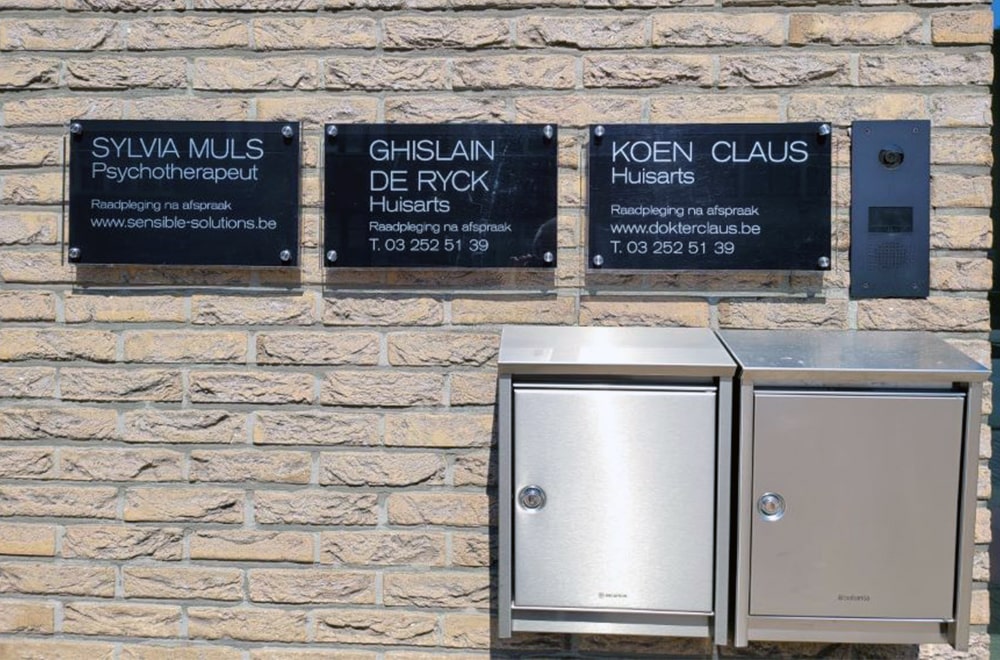 SYLVIA MULS
Psychotherapeut
Raadpleging na afspraak
www.sensible-solutions.be
GHISLAIN
DE RYCK
Huisarts
Raadpleging na afspraak
T. 03 252 51 39
KOEN CLAUS
Huisarts
Raadpleging na afspraak
www.dokterclaus.be
T. 03 252 51 39